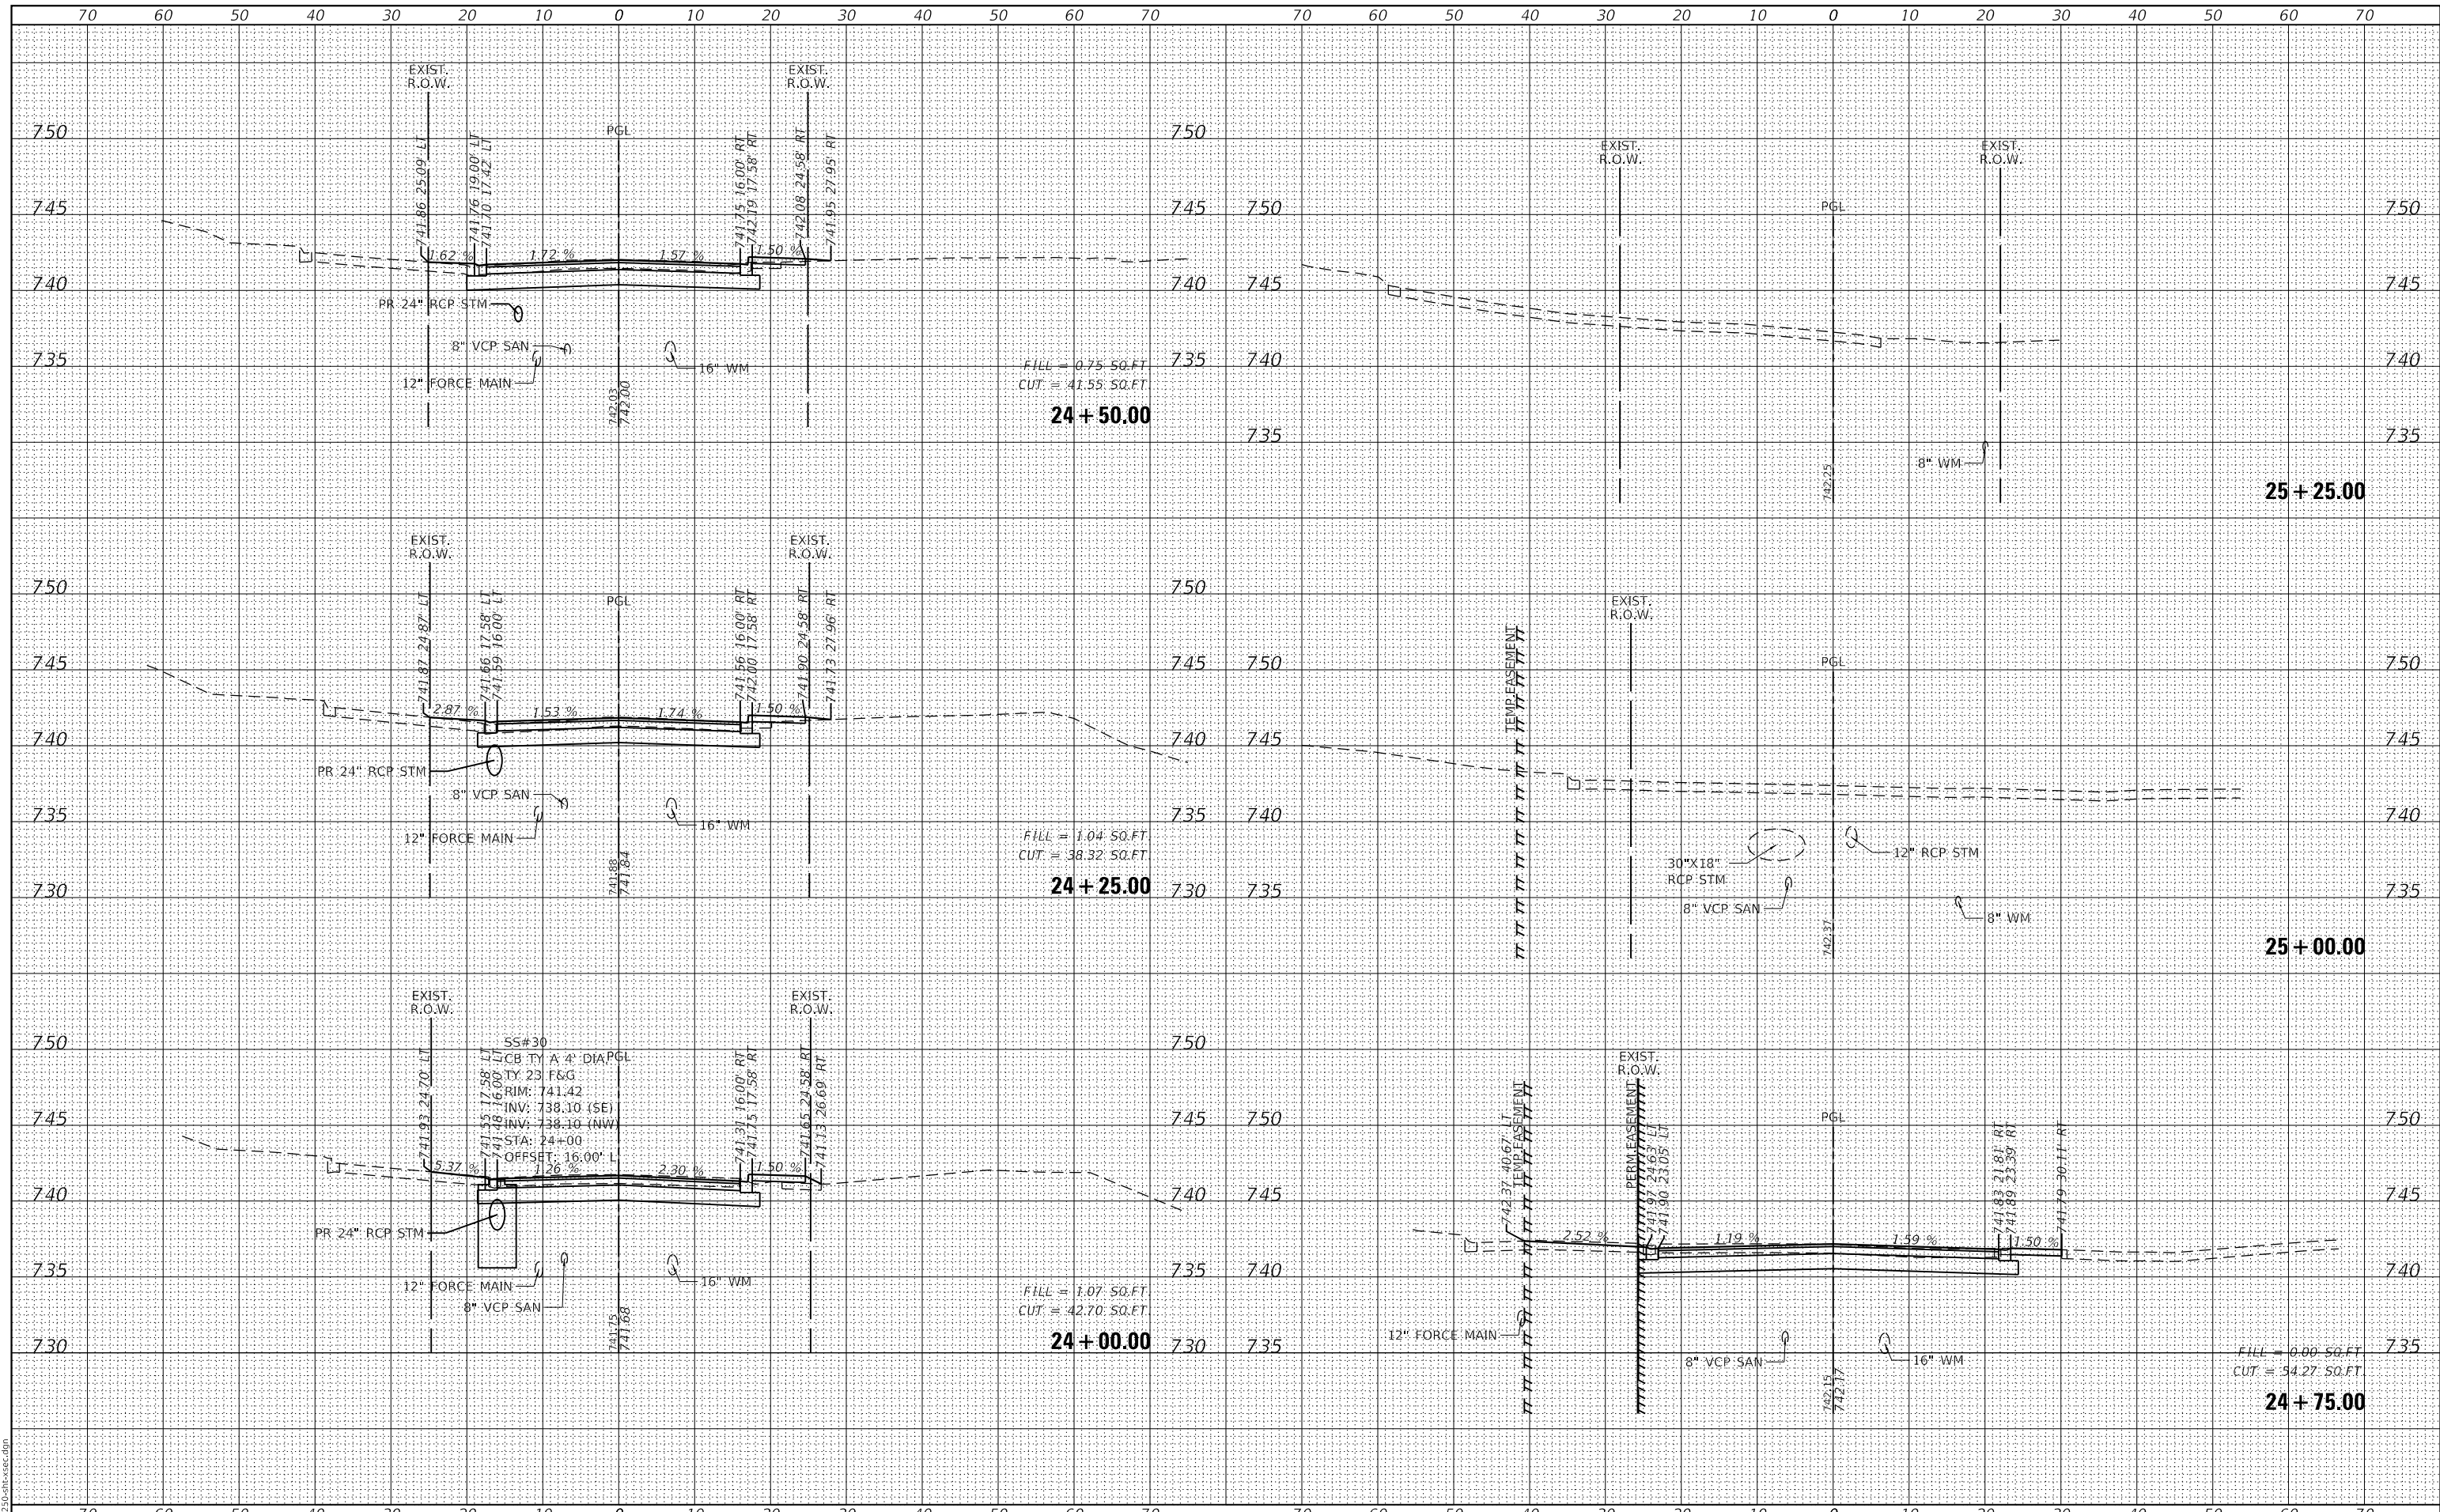 70 60 50 40 30 20 10 0 10 20 30 40 50 60 70 70 60 50 40 30 20 10 0 10 20 30 40 50 60 70
EXIST.
R.O.W.
EXIST.
R.O.W.
PGL
750
745
740
735
750
745
740
735
741.86 25.09' LT
741.76 19.00' LT
741.70 17.42' LT
741.75 16.00' RT
742.19 17.58' RT
742.08 24.58' RT
741.95 27.95' RT
1.62 %
1.72 %
1.57 %
1.50 %
PR 24" RCP STM
8" VCP SAN
12" FORCE MAIN
16" WM
742.03
742.00
FILL = 0.75 SQ.FT.
CUT = 41.55 SQ.FT.
24+50.00
EXIST.
R.O.W.
EXIST.
R.O.W.
PGL
750
745
740
735
750
745
740
735
741.87 24.87' LT
741.66 17.58' LT
741.59 16.00' LT
741.56 16.00' RT
742.00 17.58' RT
741.90 24.58' RT
741.73 27.96' RT
730
730
2.87 %
1.53 %
1.74 %
1.50 %
PR 24" RCP STM
8" VCP SAN
12" FORCE MAIN
16" WM
741.88
741.84
FILL = 1.04 SQ.FT.
CUT = 38.32 SQ.FT.
24+25.00
EXIST.
R.O.W.
EXIST.
R.O.W.
PGL
750
745
740
735
730
750
745
740
735
730
741.93 24.70' LT
741.55 17.58' LT
741.48 16.00' LT
SS#30
CB TY A 4' DIA,
TY 23 F&G
RIM: 741.42
INV: 738.10 (SE)
INV: 738.10 (NW)
STA: 24+00
OFFSET: 16.00' L
741.31 16.00' RT
741.75 17.58' RT
741.65 24.58' RT
741.13 26.69' RT
5.37 %
1.26 %
2.30 %
1.50 %
PR 24" RCP STM
12" FORCE MAIN
8" VCP SAN
16" WM
741.75
741.68
FILL = 1.07 SQ.FT.
CUT = 42.70 SQ.FT.
24+00.00
EXIST.
R.O.W.
EXIST.
R.O.W.
PGL
750
745
740
735
750
745
740
735
8" WM
742.25
25+25.00
EXIST.
R.O.W.
TEMP.EASEMENT
PGL
750
745
740
735
750
745
740
735
30"X18"
RCP STM
12" RCP STM
8" VCP SAN
8" WM
742.37
25+00.00
EXIST.
R.O.W.
TEMP.EASEMENT
PERM.EASEMENT
PGL
750
745
740
735
750
745
740
735
742.37 40.67' LT
741.97 24.63' LT
741.90 23.05' LT
741.83 21.81' RT
741.89 23.39' RT
741.79 30.11' RT
2.52 %
1.19 %
1.59 %
1.50 %
12" FORCE MAIN
8" VCP SAN
16" WM
742.15
742.17
FILL = 0.00 SQ.FT.
CUT = 54.27 SQ.FT.
24+75.00
250-sht-xsec.dgn
70 60 50 40 30 20 10 0 10 20 30 40 50 60 70 70 60 50 40 30 20 10 0 10 20 30 40 50 60 70